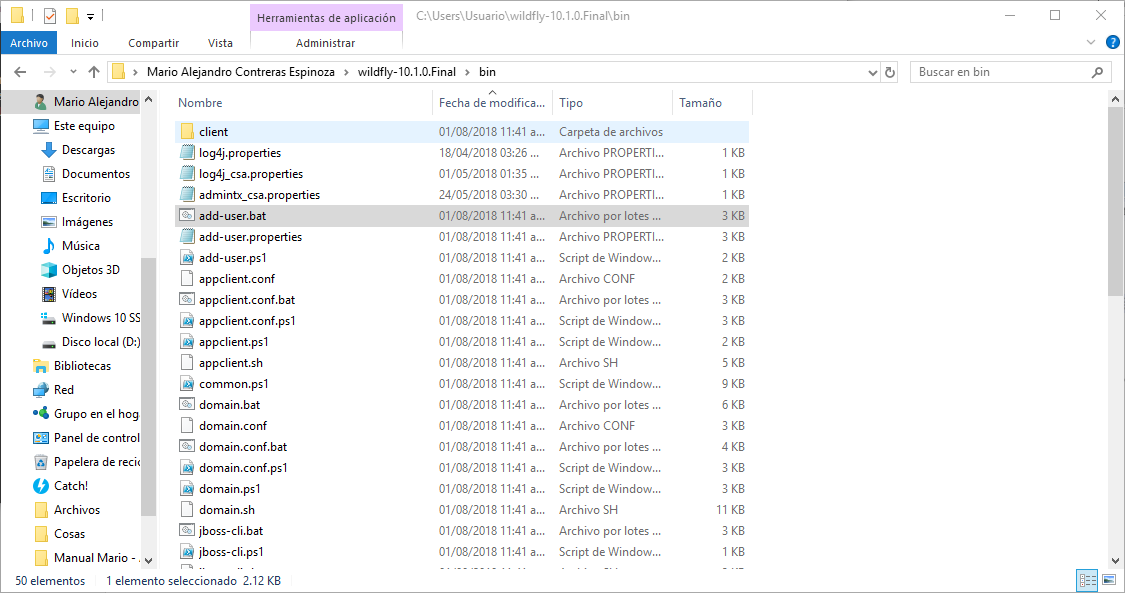 Herramientas de aplicación
C:\Users\Usuario\wildfly-10.1.0.Final\bin
Archivo
Inicio
Compartir
Vista
Administrar
Mario Alejandro Contreras Espinoza > wildfly-10.1.0.Final > bin
Buscar en bin
Mario Alejandro
Este equipo
Descargas
Documentos
Escritorio
Imágenes
Música
Objetos 3D
Vídeos
Windows 10 SS
Disco local (D:)
Bibliotecas
Red
Grupo en el hog
Panel de control
Papelera de reci
Catch!
Archivos
Cosas
Manual Mario -
Nombre Fecha de modifica... Tipo Tamaño
client 01/08/2018 11:41 a... Carpeta de archivos
log4j.properties 18/04/2018 03:26 ... Archivo PROPERTI... 1 KB
log4j_csa.properties 01/05/2018 01:35 ... Archivo PROPERTI... 1 KB
admintx_csa.properties 24/05/2018 03:30 ... Archivo PROPERTI... 1 KB
add-user.bat 01/08/2018 11:41 a... Archivo por lotes ... 3 KB
add-user.properties 01/08/2018 11:41 a... Archivo PROPERTI... 3 KB
add-user.ps1 01/08/2018 11:41 a... Script de Window... 2 KB
appclient.conf 01/08/2018 11:41 a... Archivo CONF 2 KB
appclient.conf.bat 01/08/2018 11:41 a... Archivo por lotes ... 3 KB
appclient.conf.ps1 01/08/2018 11:41 a... Script de Window... 3 KB
appclient.ps1 01/08/2018 11:41 a... Script de Window... 2 KB
appclient.sh 01/08/2018 11:41 a... Archivo SH 5 KB
common.ps1 01/08/2018 11:41 a... Script de Window... 9 KB
domain.bat 01/08/2018 11:41 a... Archivo por lotes ... 6 KB
domain.conf 01/08/2018 11:41 a... Archivo CONF 3 KB
domain.conf.bat 01/08/2018 11:41 a... Archivo por lotes ... 4 KB
domain.conf.ps1 01/08/2018 11:41 a... Script de Window... 3 KB
domain.ps1 01/08/2018 11:41 a... Script de Window... 3 KB
domain.sh 01/08/2018 11:41 a... Archivo SH 11 KB
jboss-cli.bat 01/08/2018 11:41 a... Archivo por lotes ... 3 KB
jboss-cli.ps1 01/08/2018 11:41 a... Script de Window... 1 KB
50 elementos 1 elemento seleccionado 2.12 KB